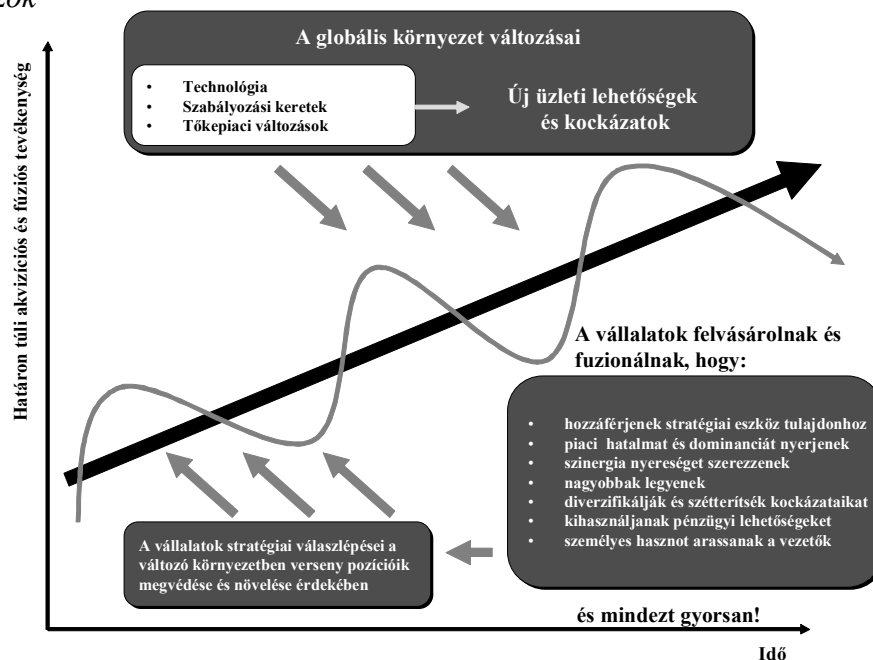 A globális környezet változásai
• Technológia
• Szabályozási keretek
• Tőkepiaci változások
Új üzleti lehetőségek
és kockázatok
Határon túli akvizíciós és fúziós tevékenység
A vállalatok felvásárolnak és
fuzionálnak, hogy:
• hozzáférjenek stratégiai eszköz tulajdonhoz
• piaci hatalmat és dominanciát nyerjenek
• szinergia nyereséget szerezzenek
• nagyobbak legyenek
• diverzifikálják és szétterítsék kockázataikat
• kihasználjanak pénzügyi lehetőségeket
• személyes hasznot arassanak a vezetők
A vállalatok stratégiai válaszlépései a
változó környezetben verseny pozícióik
megvédése és növelése érdekében
és mindezt gyorsan!
Idő